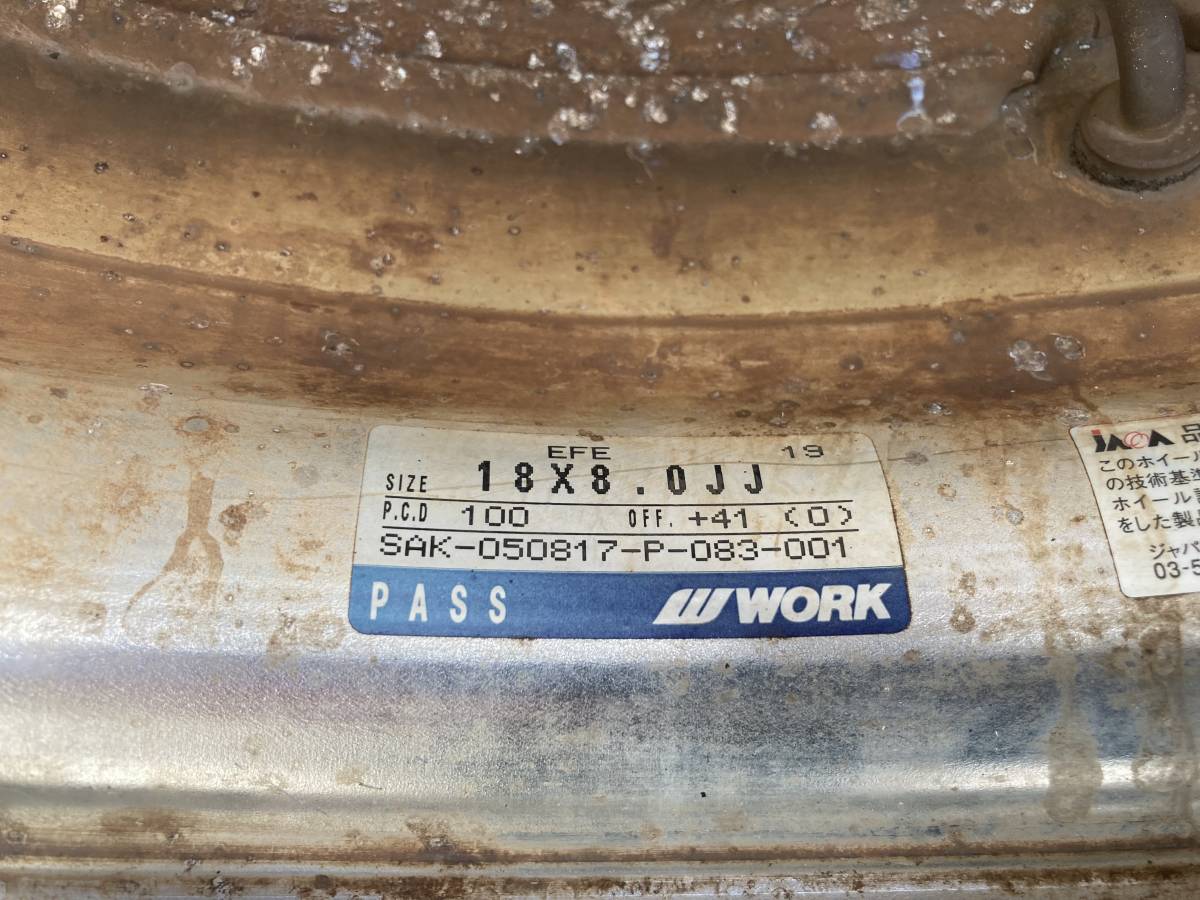 EFE 19
SIZE 18X8.0JJ
P.C.D 100 OFF. +41 (0)
SAK-050817-P-083-001
PASS WORK
JAWA 品
このホイール
の技術基準
ホイール
をした製
ジャパ
03-5